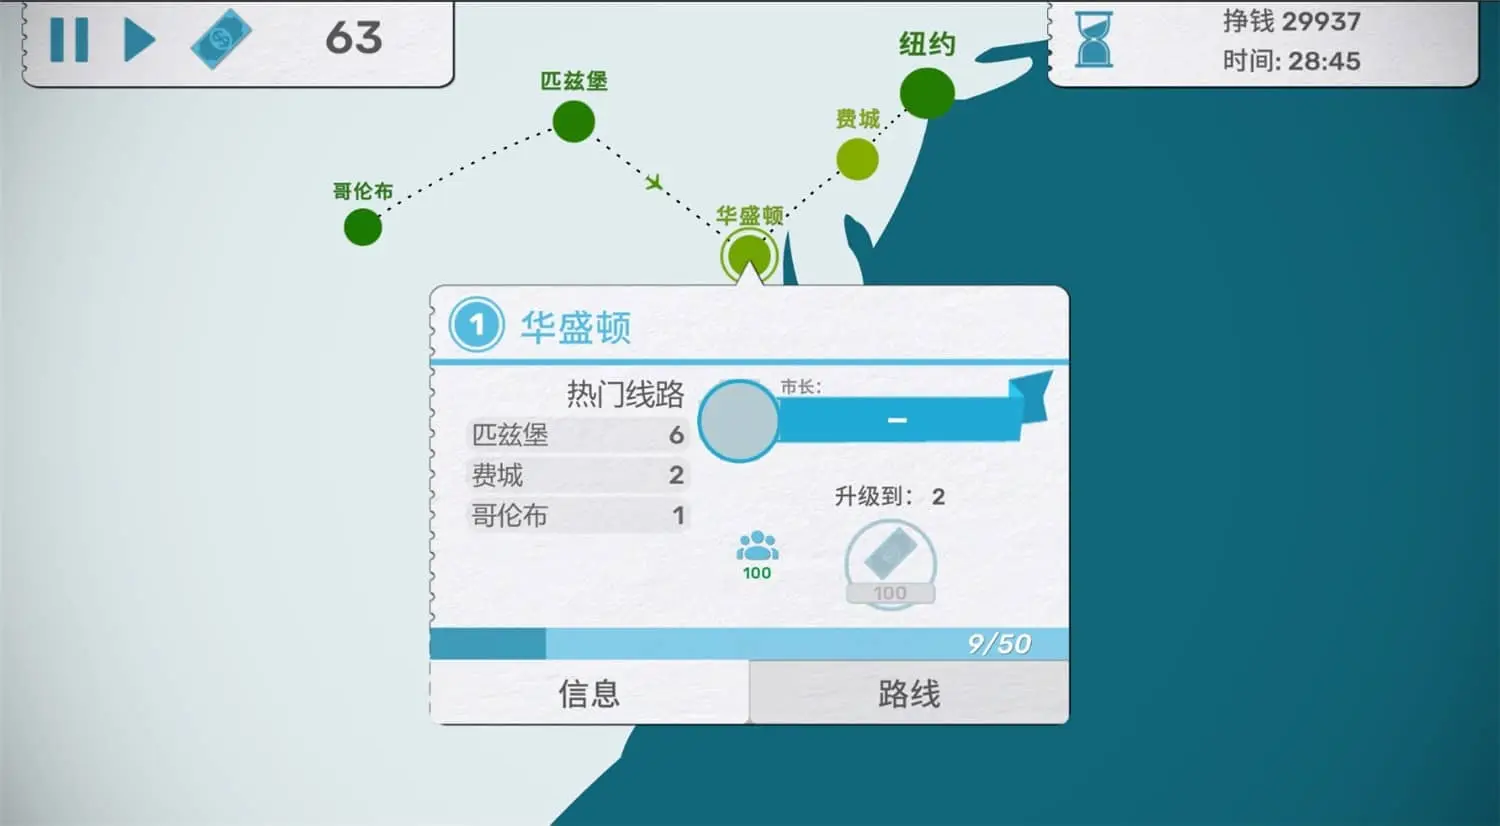 63
挣钱 29937
时间: 28:45
纽约
匹兹堡
费城
哥伦布
华盛顿
1 华盛顿
热门线路
匹兹堡 6
费城 2
哥伦布 1
市长:
–
升级到: 2
100
100
9/50
信息
路线